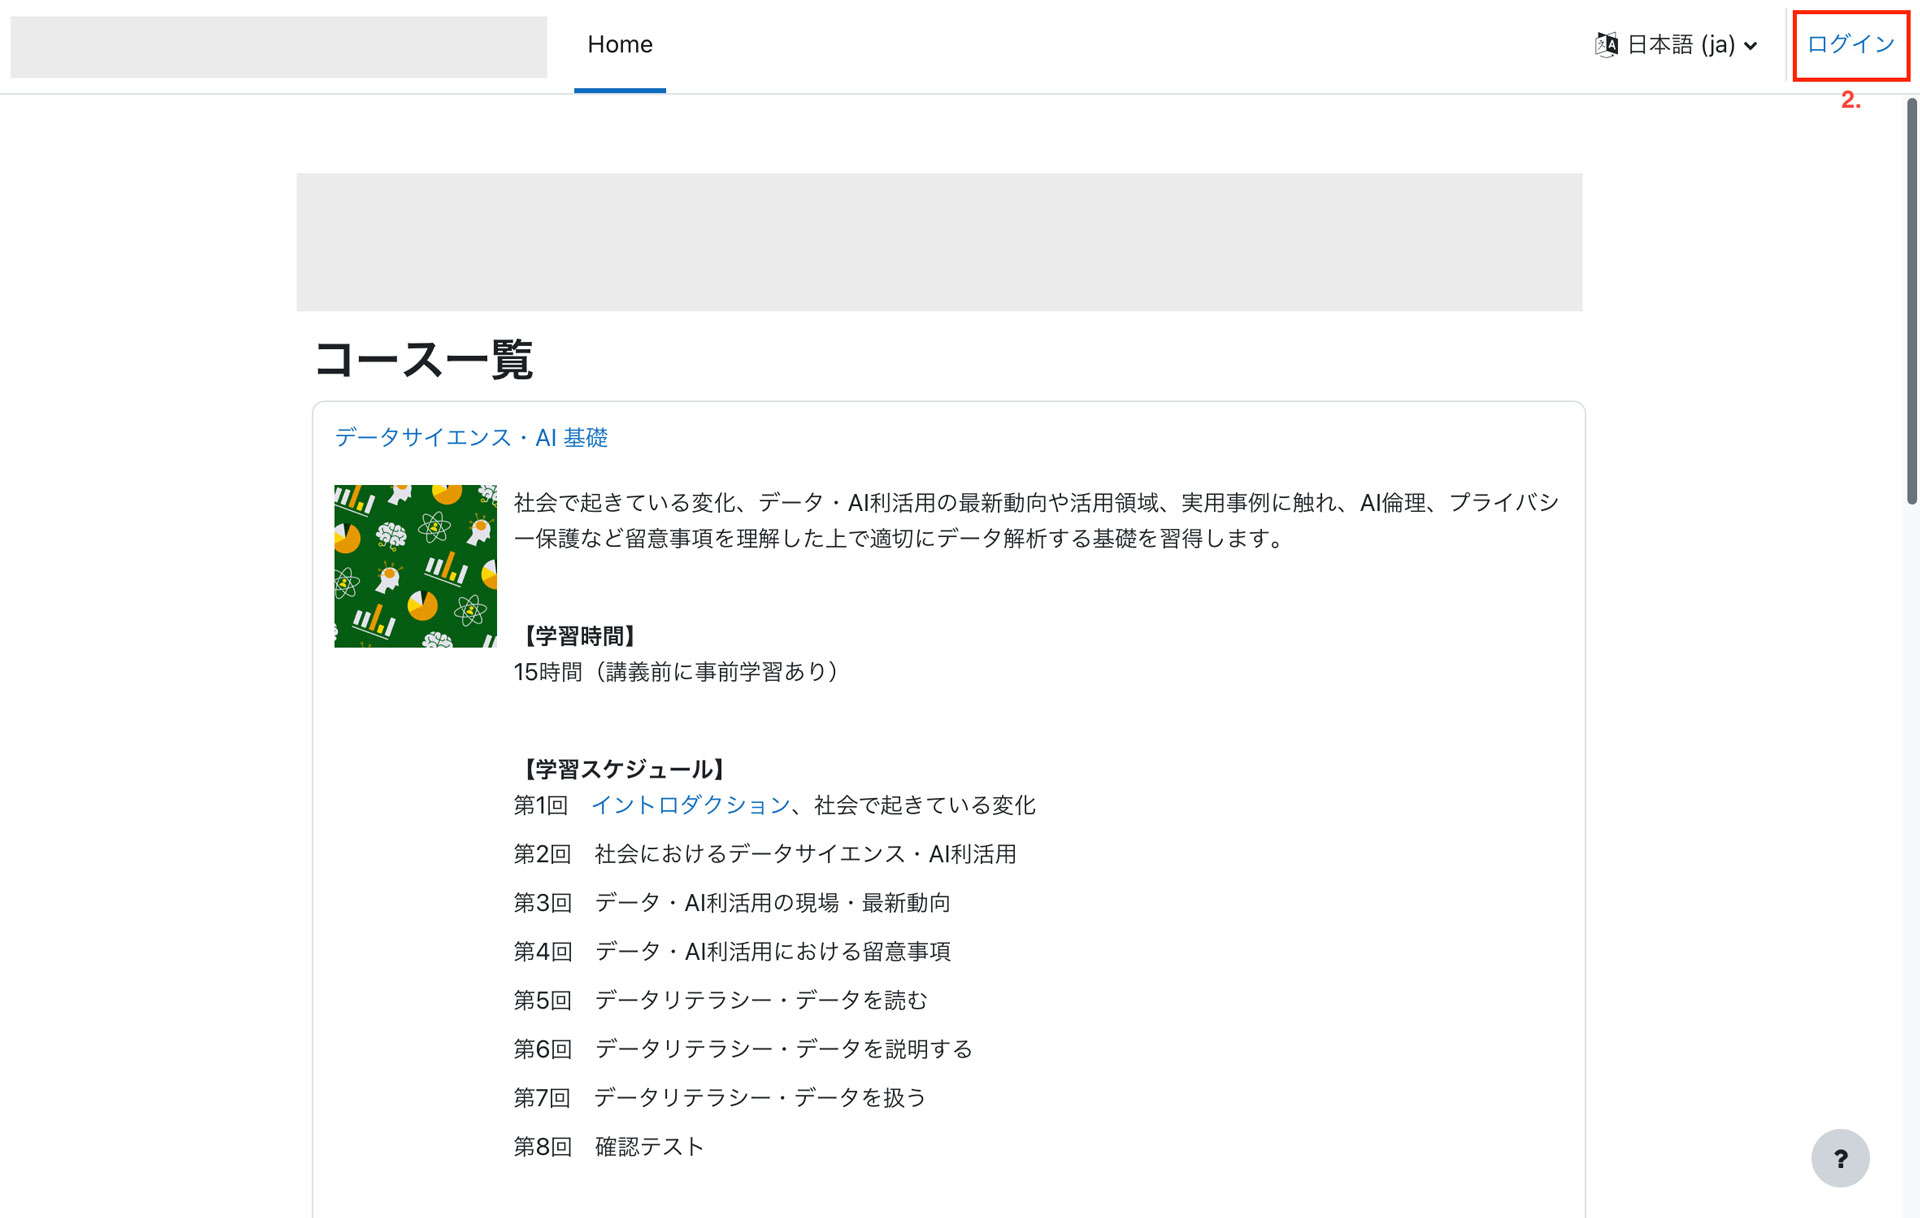 Home
日本語 (ja)
ログイン
2.
コース一覧
データサイエンス・AI 基礎
社会で起きている変化、データ・AI利活用の最新動向や活用領域、実用事例に触れ、AI倫理、プライバシ
ー保護など留意事項を理解した上で適切にデータ解析する基礎を習得します。
【学習時間】
15時間（講義前に事前学習あり）
【学習スケジュール】
第1回　イントロダクション、社会で起きている変化
第2回　社会におけるデータサイエンス・AI利活用
第3回　データ・AI利活用の現場・最新動向
第4回　データ・AI利活用における留意事項
第5回　データリテラシー・データを読む
第6回　データリテラシー・データを説明する
第7回　データリテラシー・データを扱う
第8回　確認テスト
?